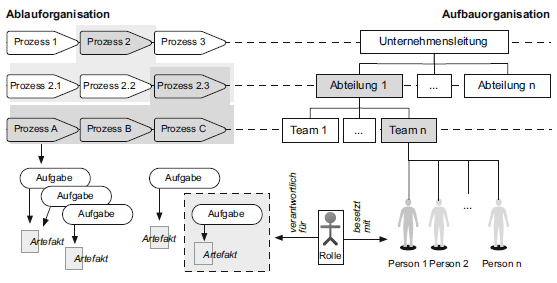 Ablauforganisation
Aufbauorganisation
Prozess 1
Prozess 2
Prozess 3
Unternehmensleitung
Prozess 2.1
Prozess 2.2
Prozess 2.3
Abteilung 1
...
Abteilung n
Prozess A
Prozess B
Prozess C
Team 1
...
Team n
Aufgabe
Aufgabe
Aufgabe
Artefakt
Artefakt
Aufgabe
Artefakt
Aufgabe
Aufgabe
Artefakt
verantwortlich
für
Rolle
besetzt
mit
...
Person 1
Person 2
Person n